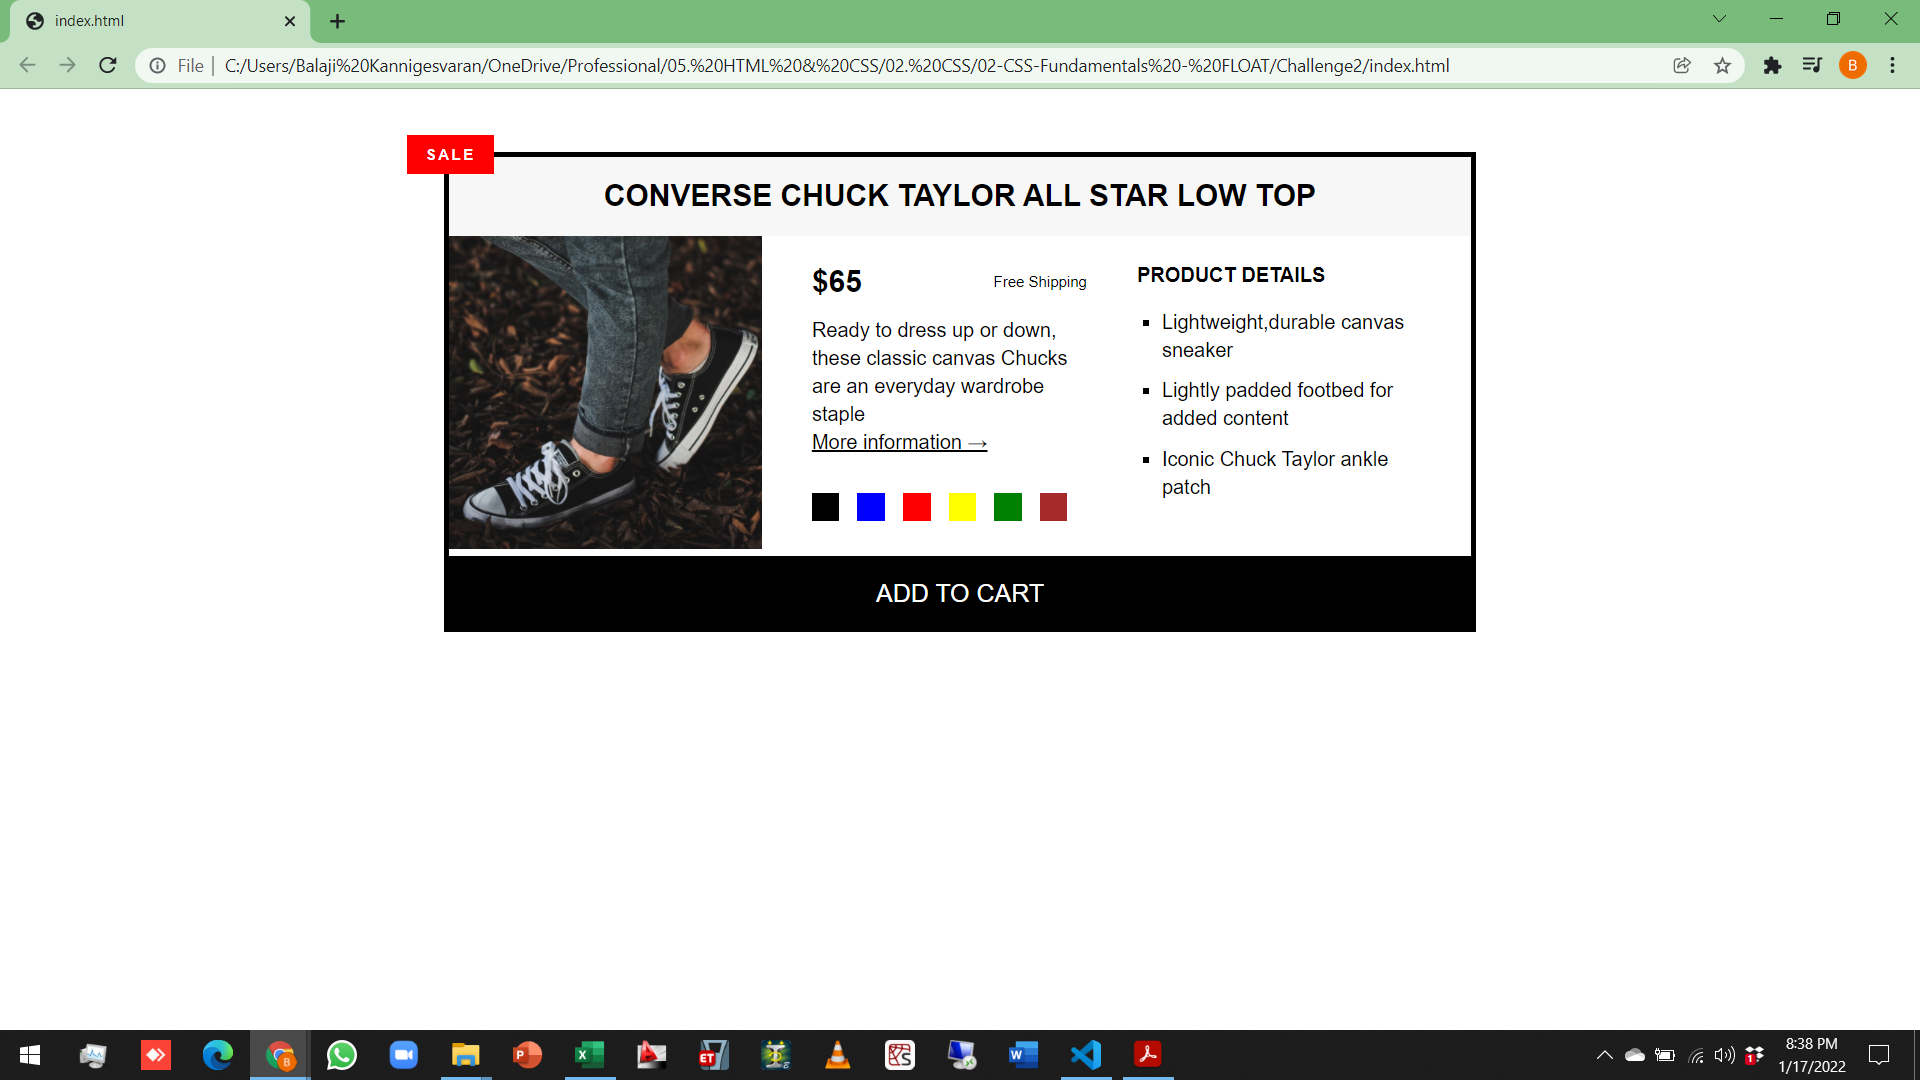 index.html
File
C:/Users/Balaji%20Kannigesvaran/OneDrive/Professional/05.%20HTML%20&%20CSS/02.%20CSS/02-CSS-Fundamentals%20-%20FLOAT/Challenge2/index.html
B
SALE
CONVERSE CHUCK TAYLOR ALL STAR LOW TOP
$65
Free Shipping
Ready to dress up or down,
these classic canvas Chucks
are an everyday wardrobe
staple
More information →
PRODUCT DETAILS
▪ Lightweight,durable canvas
sneaker
▪ Lightly padded footbed for
added content
▪ Iconic Chuck Taylor ankle
patch
ADD TO CART
B
P
X
ET
S
W
1
8:38 PM
1/17/2022